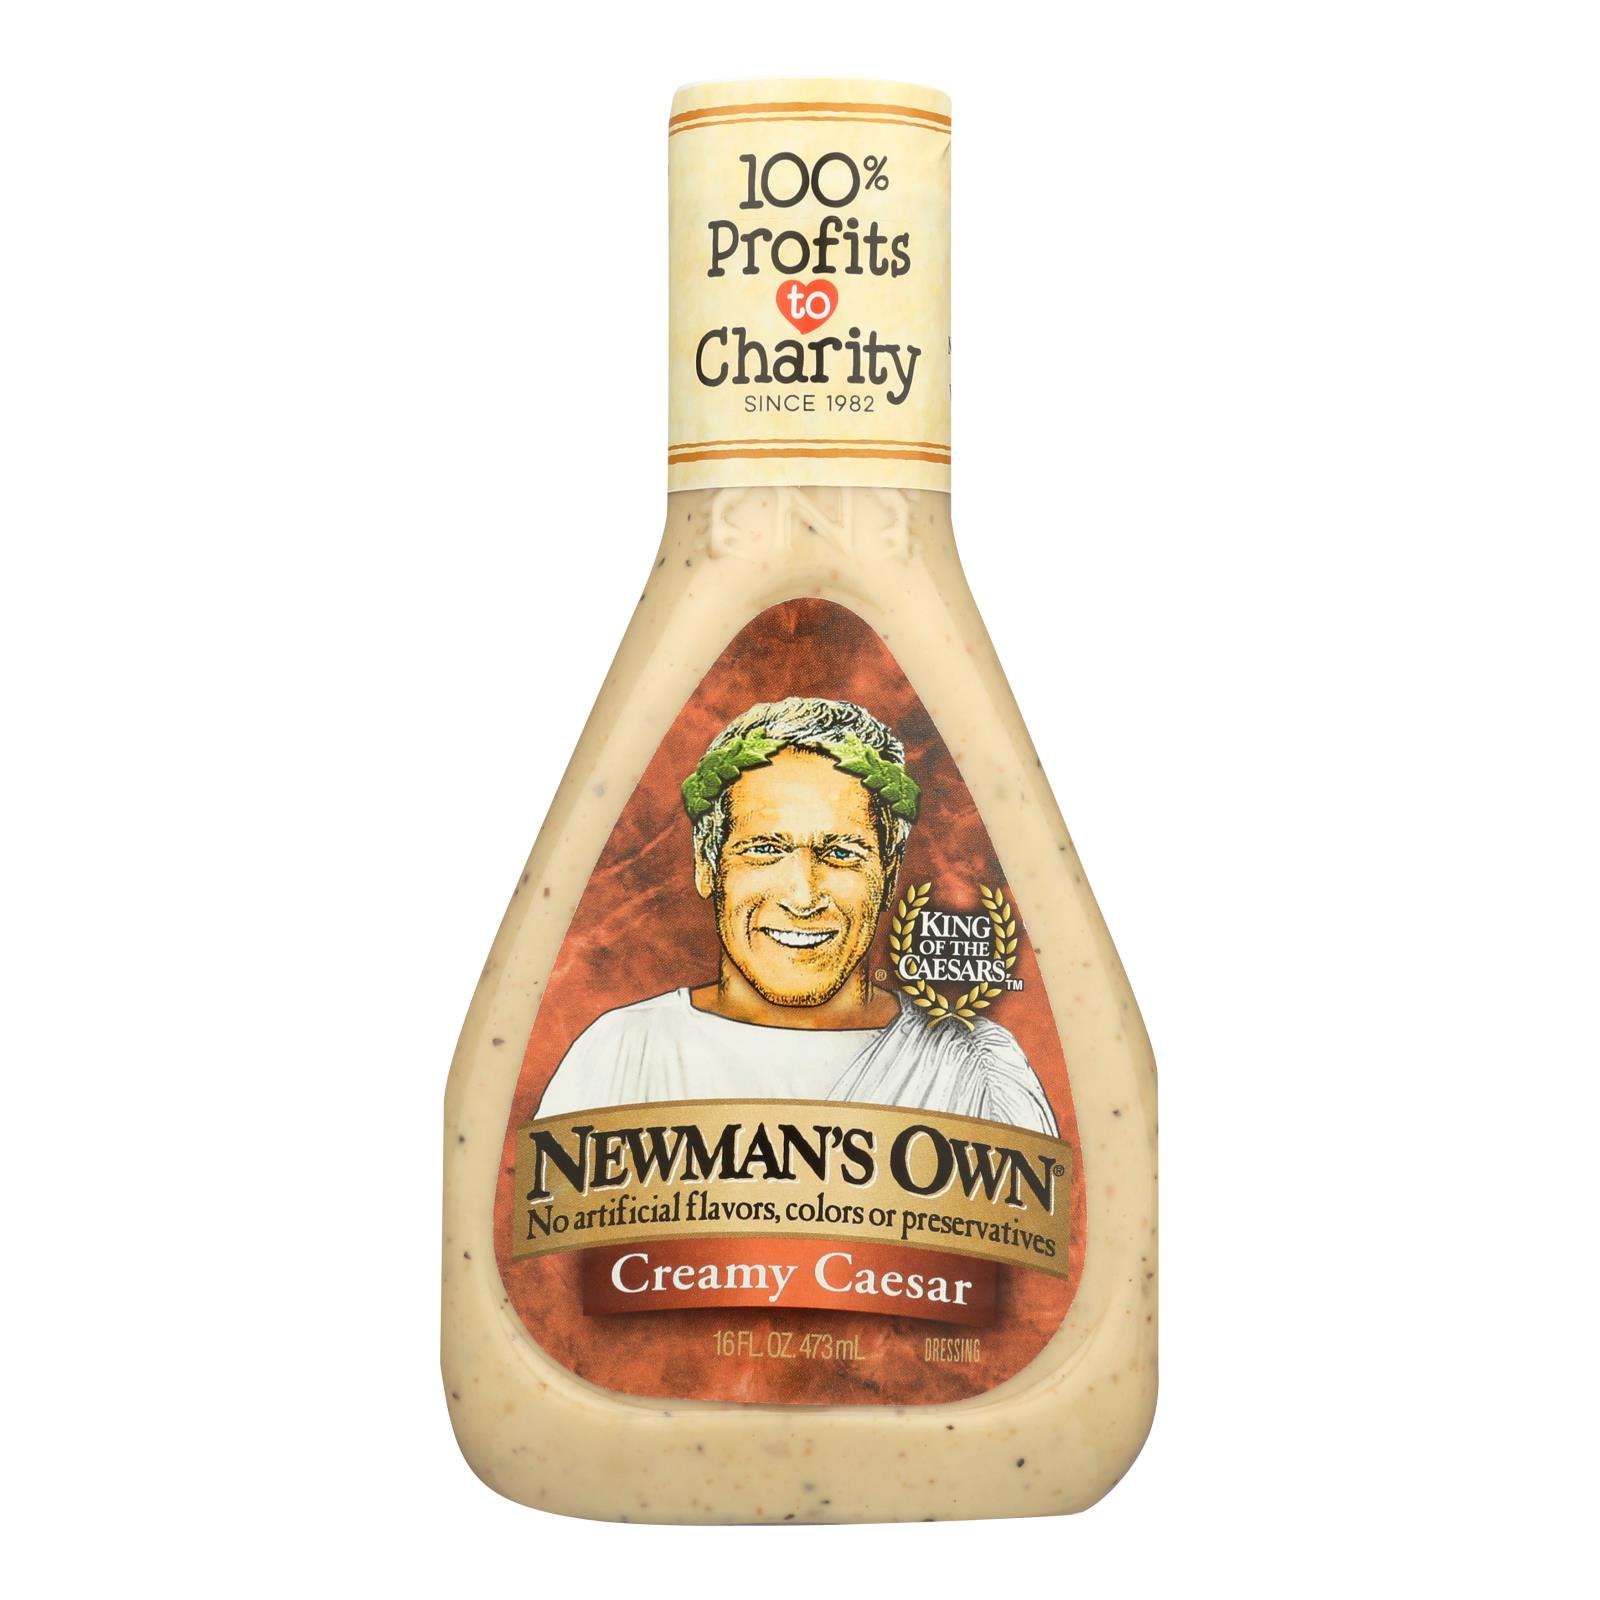 100%
Profits
to
Charity
SINCE 1982
N
KING
OF THE
CAESARS™
®
NEWMAN'S OWN®
No artificial flavors, colors or preservatives
Creamy Caesar
16 FL. OZ. 473 mL
DRESSING